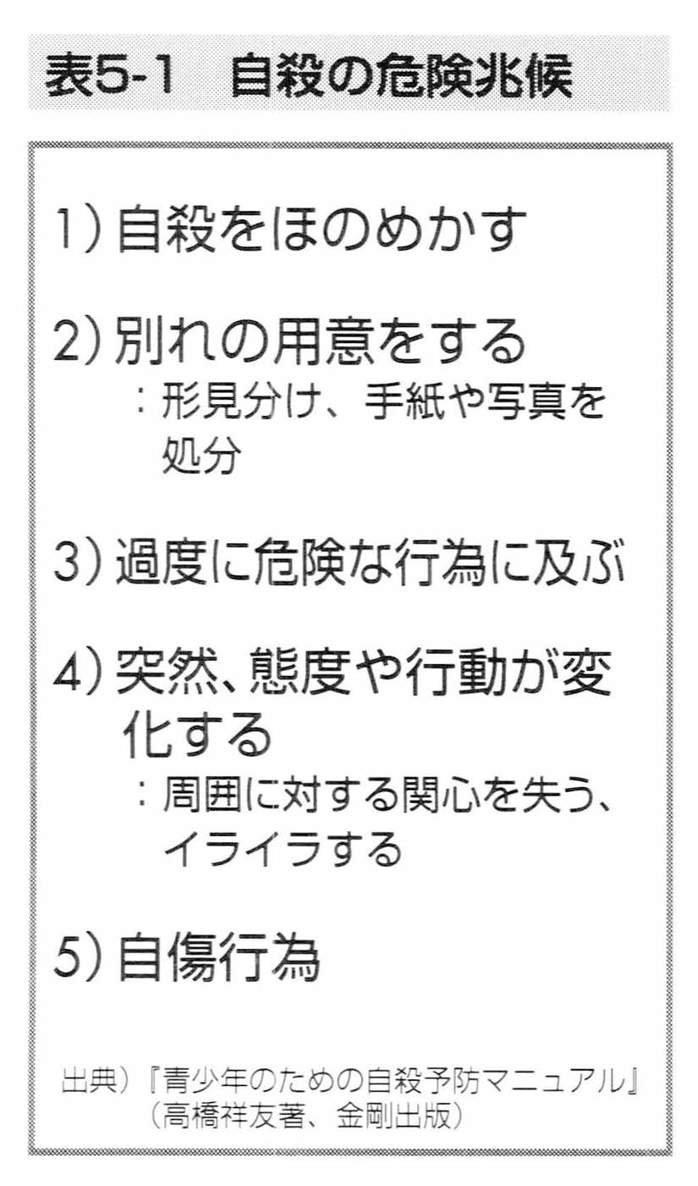 表5-1　自殺の危険兆候
1）自殺をほのめかす
2）別れの用意をする
：形見分け、手紙や写真を
処分
3）過度に危険な行為に及ぶ
4）突然、態度や行動が変
化する
：周囲に対する関心を失う、
イライラする
5）自傷行為
出典）『青少年のための自殺予防マニュアル』
（高橋祥友著、金剛出版）